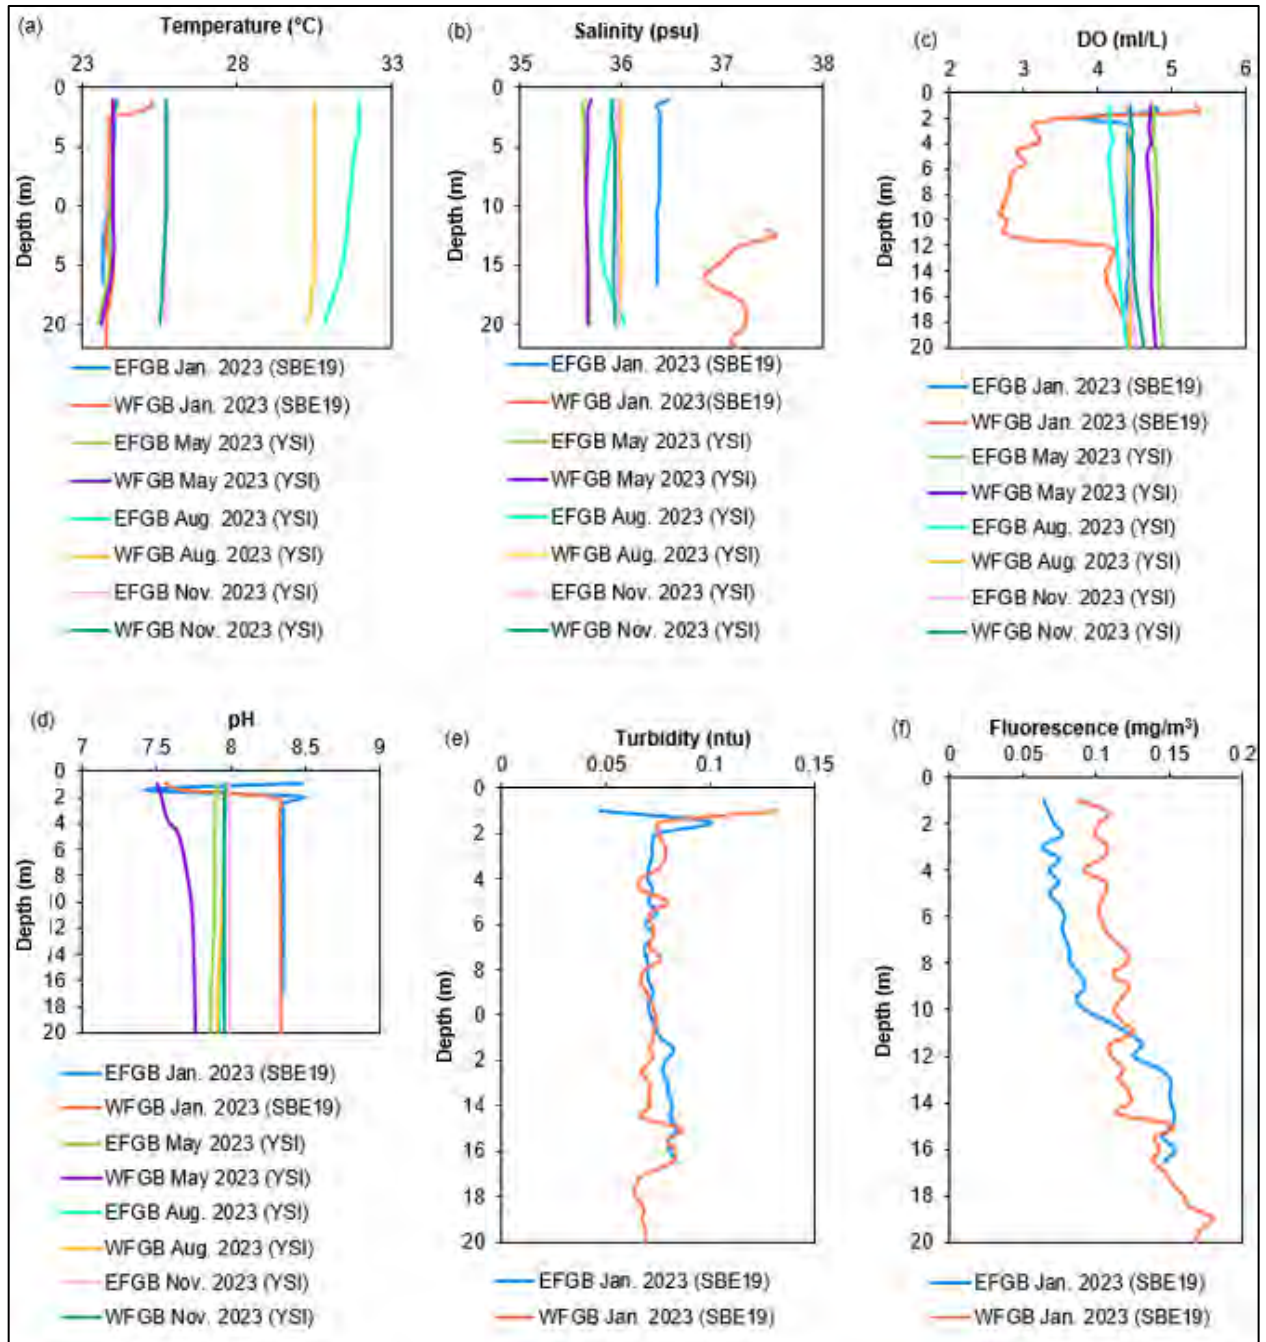 (a)
Temperature (°C)
23 28 33
0
5
0
5
20
Depth (m)
EFGB Jan. 2023 (SBE19)
WFGB Jan. 2023 (SBE19)
EFGB May 2023 (YSI)
WFGB May 2023 (YSI)
EFGB Aug. 2023 (YSI)
WFGB Aug. 2023 (YSI)
EFGB Nov. 2023 (YSI)
WFGB Nov. 2023 (YSI)
(b)
Salinity (psu)
35 36 37 38
0
5
10
15
20
Depth (m)
EFGB Jan. 2023 (SBE19)
WFGB Jan. 2023(SBE19)
EFGB May 2023 (YSI)
WFGB May 2023 (YSI)
EFGB Aug. 2023 (YSI)
WFGB Aug. 2023 (YSI)
EFGB Nov. 2023 (YSI)
WFGB Nov. 2023 (YSI)
(c)
DO (ml/L)
2 3 4 5 6
0
2
4
6
8
10
12
14
16
18
20
Depth (m)
EFGB Jan. 2023 (SBE19)
WFGB Jan. 2023 (SBE19)
EFGB May 2023 (YSI)
WFGB May 2023 (YSI)
EFGB Aug. 2023 (YSI)
WFGB Aug. 2023 (YSI)
EFGB Nov. 2023 (YSI)
WFGB Nov. 2023 (YSI)
(d)
pH
7 7.5 8 8.5 9
0
2
4
6
8
10
12
14
16
18
20
Depth (m)
EFGB Jan. 2023 (SBE19)
WFGB Jan. 2023 (SBE19)
EFGB May 2023 (YSI)
WFGB May 2023 (YSI)
EFGB Aug. 2023 (YSI)
WFGB Aug. 2023 (YSI)
EFGB Nov. 2023 (YSI)
WFGB Nov. 2023 (YSI)
(e)
Turbidity (ntu)
0 0.05 0.1 0.15
0
2
4
6
8
0
2
14
16
18
20
Depth (m)
EFGB Jan. 2023 (SBE19)
WFGB Jan. 2023 (SBE19)
(f)
Fluorescence (mg/m³)
0 0.05 0.1 0.15 0.2
0
2
4
6
8
10
12
14
16
18
20
Depth (m)
EFGB Jan. 2023 (SBE19)
WFGB Jan. 2023 (SBE19)